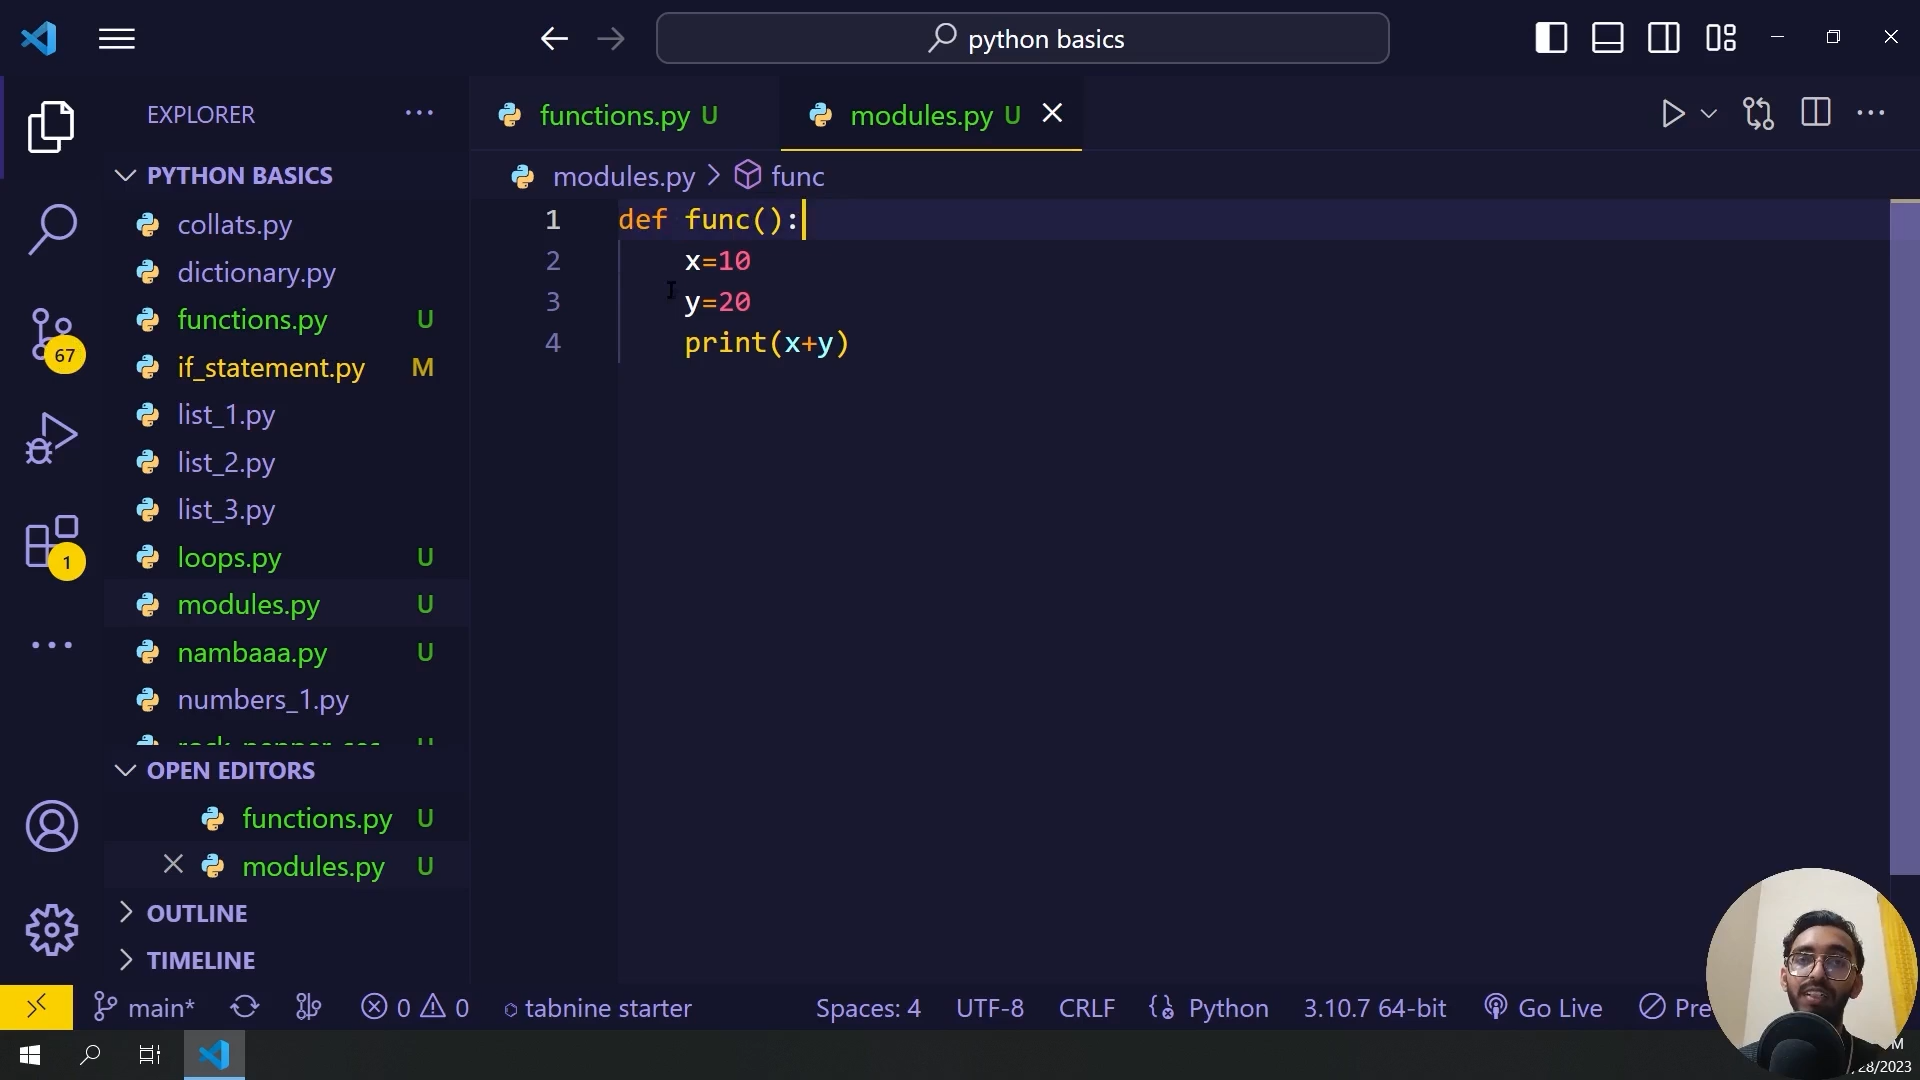 python basics
EXPLORER
PYTHON BASICS
collats.py
dictionary.py
functions.py U
if_statement.py M
list_1.py
list_2.py
list_3.py
loops.py U
modules.py U
nambaaa.py U
numbers_1.py
OPEN EDITORS
functions.py U
modules.py U
OUTLINE
TIMELINE
67
1
functions.py U
modules.py U
modules.py > func
1 def func():
2 x=10
3 y=20
4 print(x+y)
main* 0 0 tabnine starter Spaces: 4 UTF-8 CRLF Python 3.10.7 64-bit Go Live